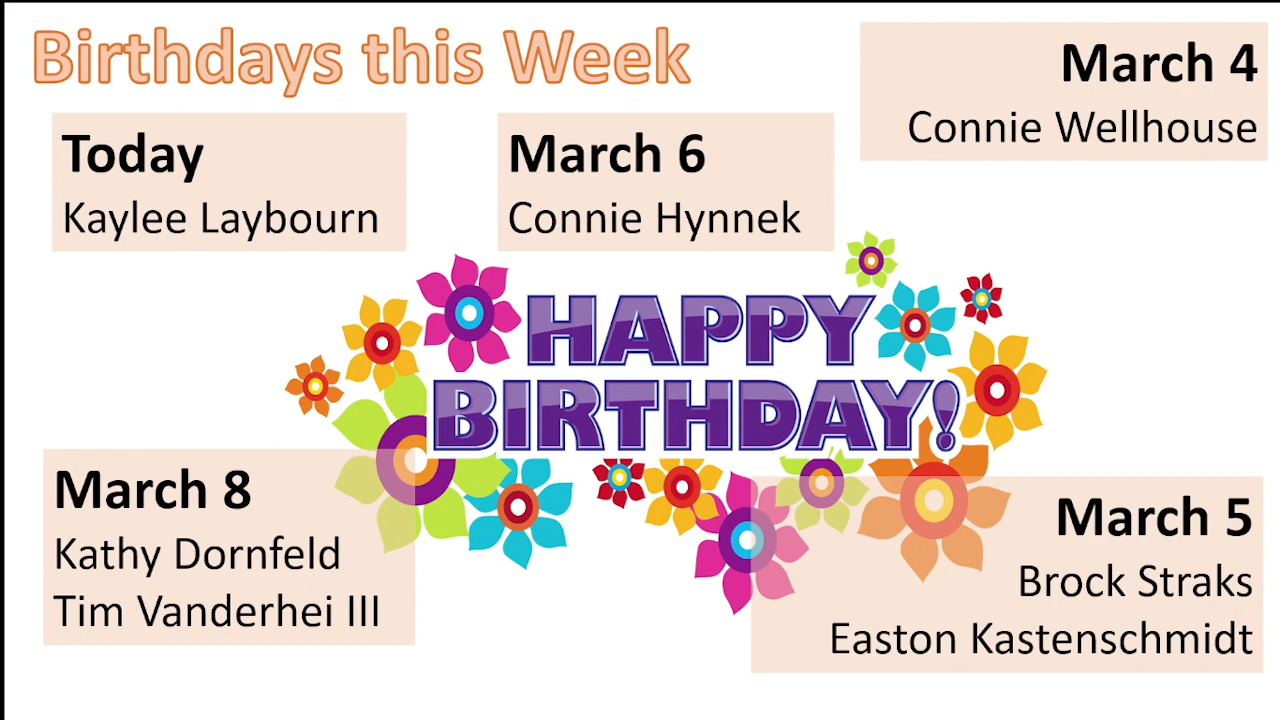 Birthdays this Week
March 4
Connie Wellhouse
Today
Kaylee Laybourn
March 6
Connie Hynnek
HAPPY
BIRTHDAY!
March 8
Kathy Dornfeld
Tim Vanderhei III
March 5
Brock Straks
Easton Kastenschmidt